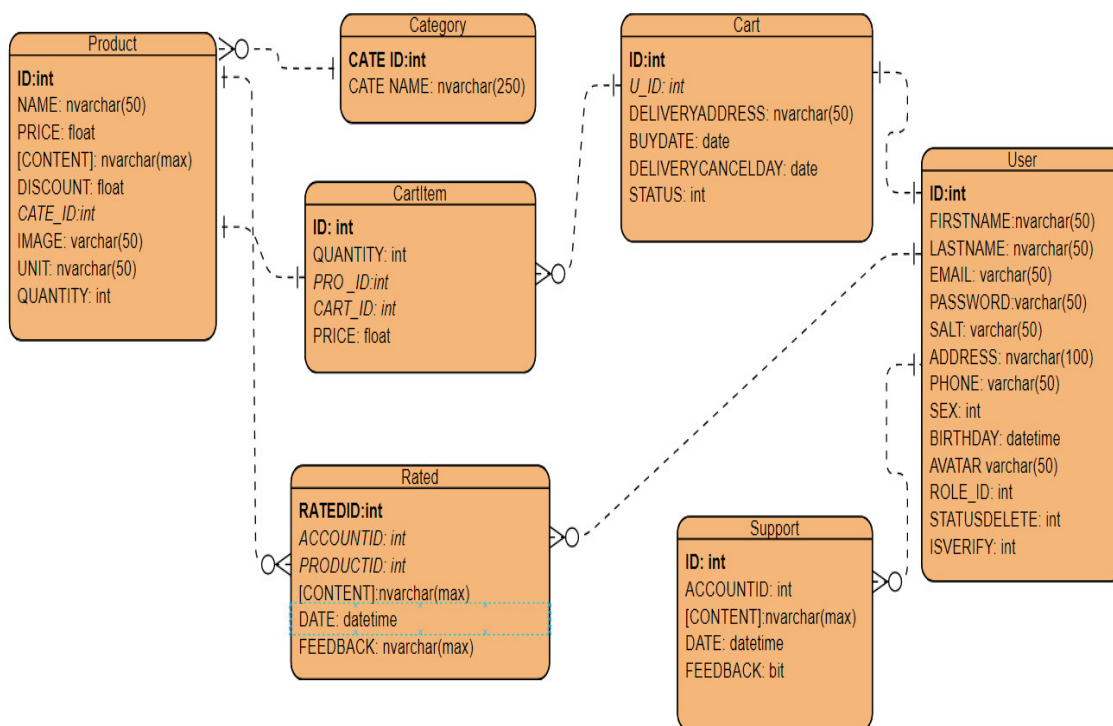 Product
ID:int
NAME: nvarchar(50)
PRICE: float
[CONTENT]: nvarchar(max)
DISCOUNT: float
CATE_ID:int
IMAGE: varchar(50)
UNIT: nvarchar(50)
QUANTITY: int
Category
CATE ID:int
CATE NAME: nvarchar(250)
Cart
ID:int
U_ID: int
DELIVERYADDRESS: nvarchar(50)
BUYDATE: date
DELIVERYCANCELDAY: date
STATUS: int
CartItem
ID: int
QUANTITY: int
PRO _ID:int
CART_ID: int
PRICE: float
User
ID:int
FIRSTNAME:nvarchar(50)
LASTNAME: nvarchar(50)
EMAIL: varchar(50)
PASSWORD:varchar(50)
SALT: varchar(50)
ADDRESS: nvarchar(100)
PHONE: varchar(50)
SEX: int
BIRTHDAY: datetime
AVATAR varchar(50)
ROLE_ID: int
STATUSDELETE: int
ISVERIFY: int
Rated
RATEDID:int
ACCOUNTID: int
PRODUCTID: int
[CONTENT]:nvarchar(max)
DATE: datetime
FEEDBACK: nvarchar(max)
Support
ID: int
ACCOUNTID: int
[CONTENT]:nvarchar(max)
DATE: datetime
FEEDBACK: bit